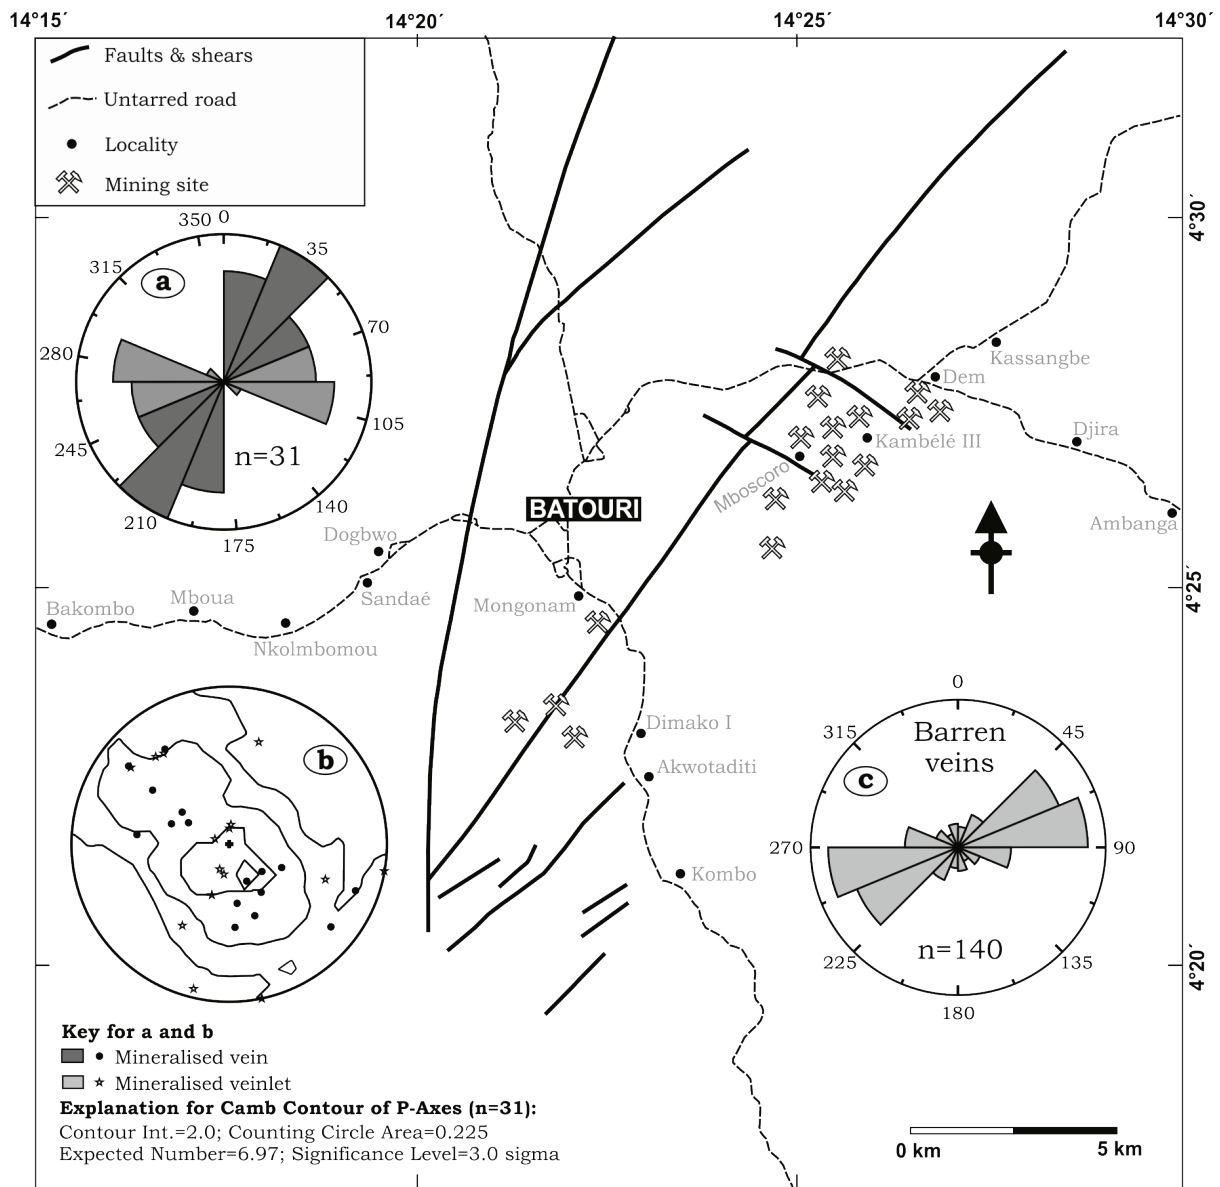 14°15´
14°20´
14°25´
14°30´
Faults & shears
Untarred road
Locality
Mining site
4°30´
350
0
35
315
a
70
280
105
245
n=31
140
210
175
Kassangbe
Dem
Djira
Kambélé III
Mboscoro
Ambanga
BATOURI
Dogbwo
Sandaé
Mongonam
Mboua
Bakombo
Nkolmbomou
4°25´
Dimako I
Akwotaditi
Kombo
b
0
Barren
veins
315
45
c
270
90
n=140
225
135
180
4°20´
Key for a and b
Mineralised vein
Mineralised veinlet
Explanation for Camb Contour of P-Axes (n=31):
Contour Int.=2.0; Counting Circle Area=0.225
Expected Number=6.97; Significance Level=3.0 sigma
0 km
5 km